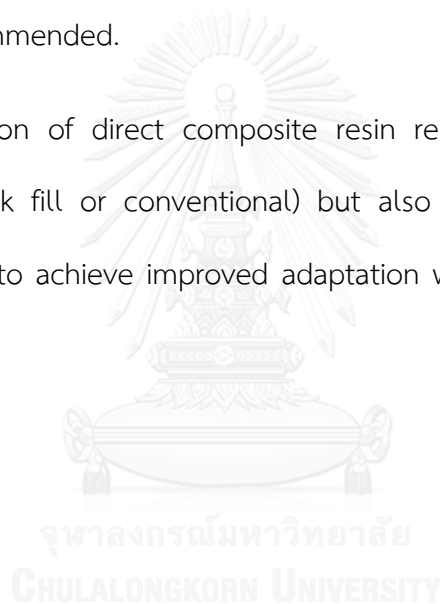 mmended.
on of direct composite resin re
k fill or conventional) but also
to achieve improved adaptation w
จุฬาลงกรณ์มหาวิทยาลัย
CHULALONGKORN UNIVERSITY